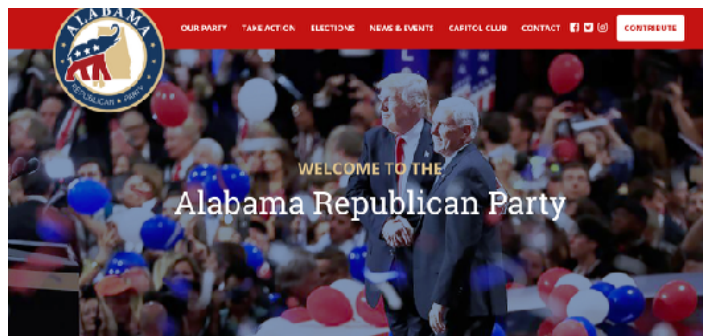 ALABAMA
REPUBLICAN PARTY
OUR PARTY TAKE ACTION ELECTIONS NEWS & EVENTS CAPITOL CLUB CONTACT CONTRIBUTE
WELCOME TO THE
Alabama Republican Party